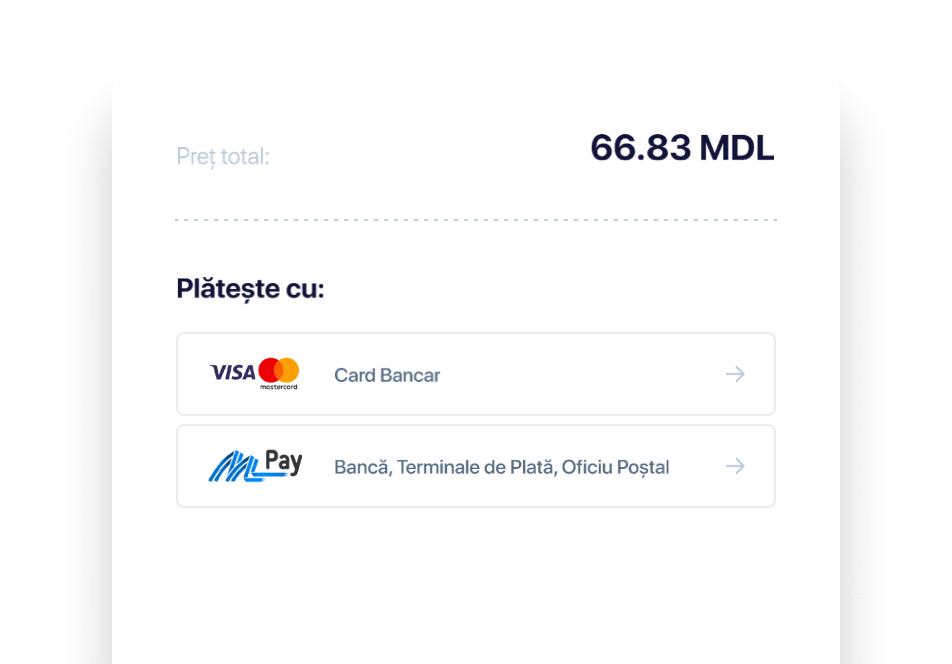 Preț total:
66.83 MDL
Plătește cu:
VISA
mastercard
Card Bancar
Pay
Bancă, Terminale de Plată, Oficiu Poștal